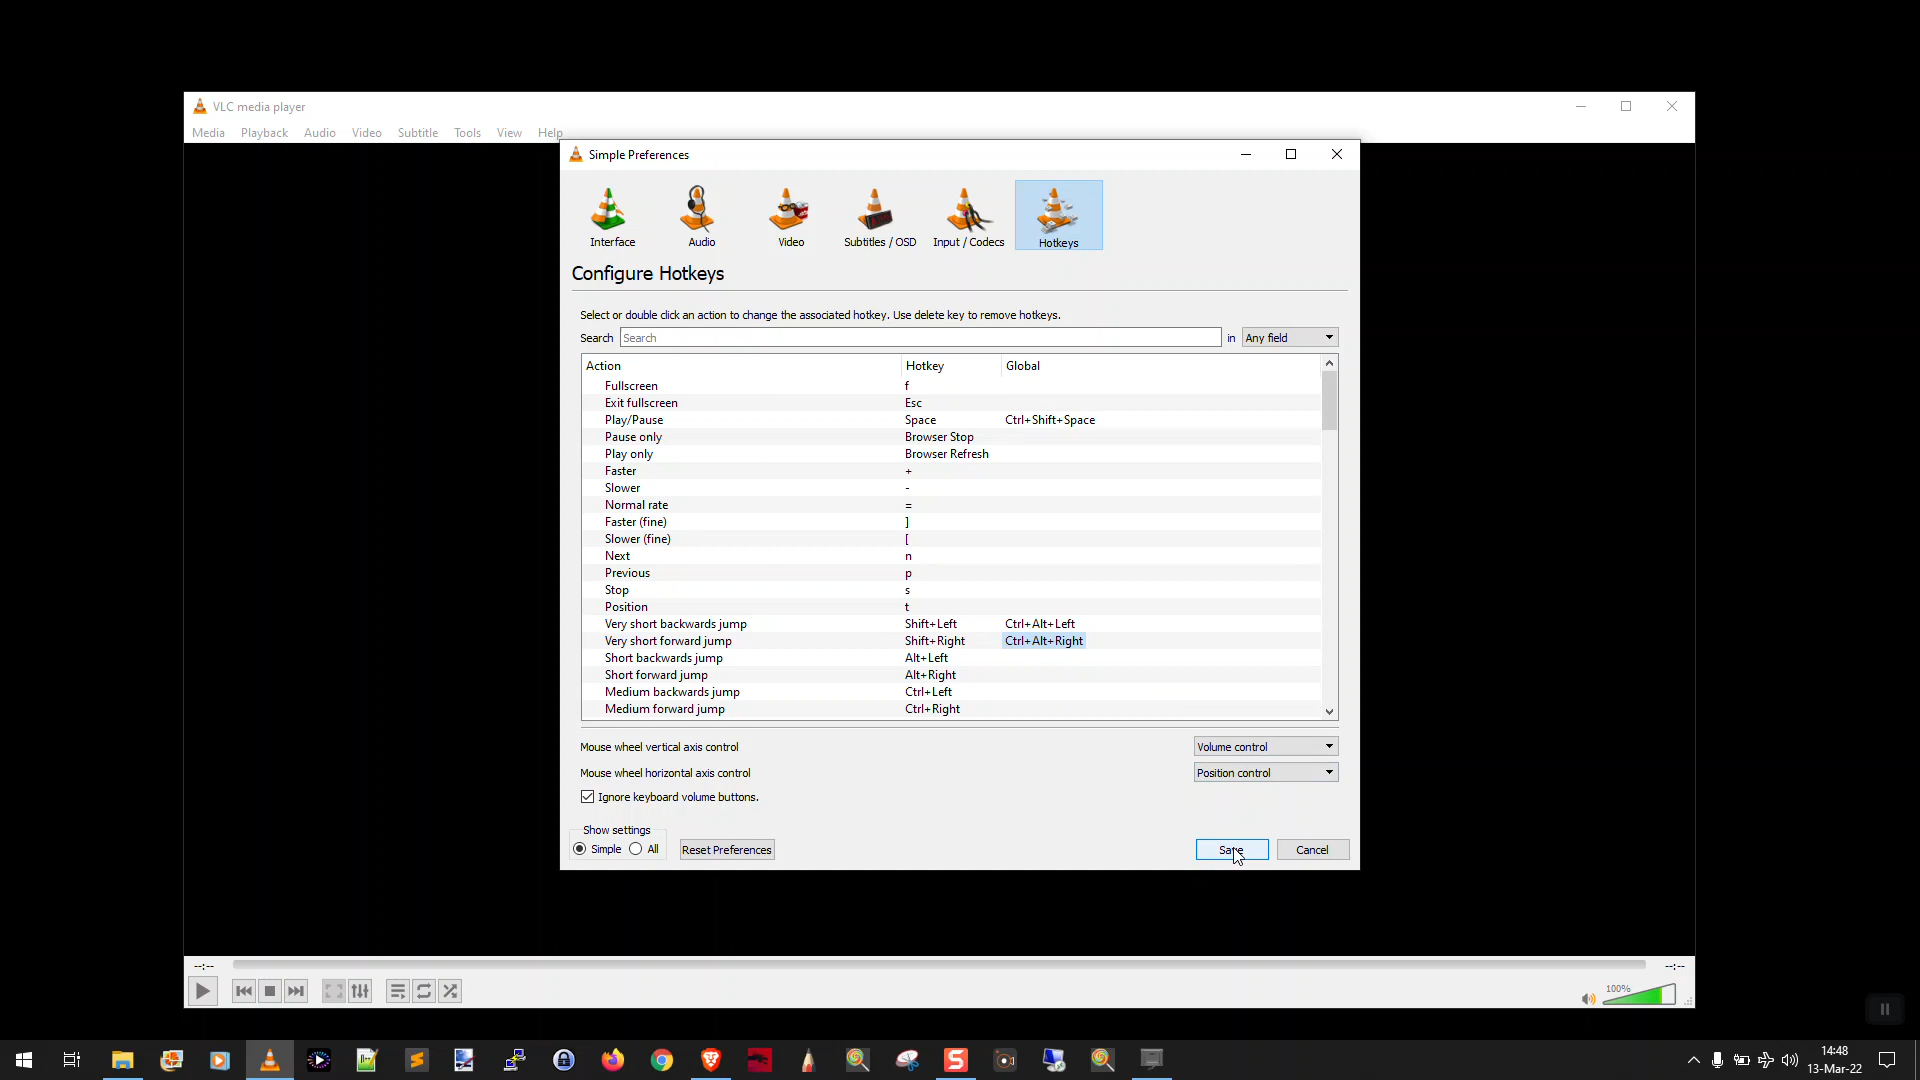 VLC media player
Media Playback Audio Video Subtitle Tools View Help
Simple Preferences
Interface Audio Video Subtitles / OSD Input / Codecs Hotkeys
Configure Hotkeys
Select or double click an action to change the associated hotkey. Use delete key to remove hotkeys.
Search Search in Any field
Action Hotkey Global
Fullscreen f
Exit fullscreen Esc
Play/Pause Space Ctrl+Shift+Space
Pause only Browser Stop
Play only Browser Refresh
Faster +
Slower -
Normal rate =
Faster (fine) ]
Slower (fine) [
Next n
Previous p
Stop s
Position t
Very short backwards jump Shift+Left Ctrl+Alt+Left
Very short forward jump Shift+Right Ctrl+Alt+Right
Short backwards jump Alt+Left
Short forward jump Alt+Right
Medium backwards jump Ctrl+Left
Medium forward jump Ctrl+Right
Mouse wheel vertical axis control Volume control
Mouse wheel horizontal axis control Position control
Ignore keyboard volume buttons.
Show settings
Simple All Reset Preferences Save Cancel
--:-- --:--
100%
14:48
13-Mar-22